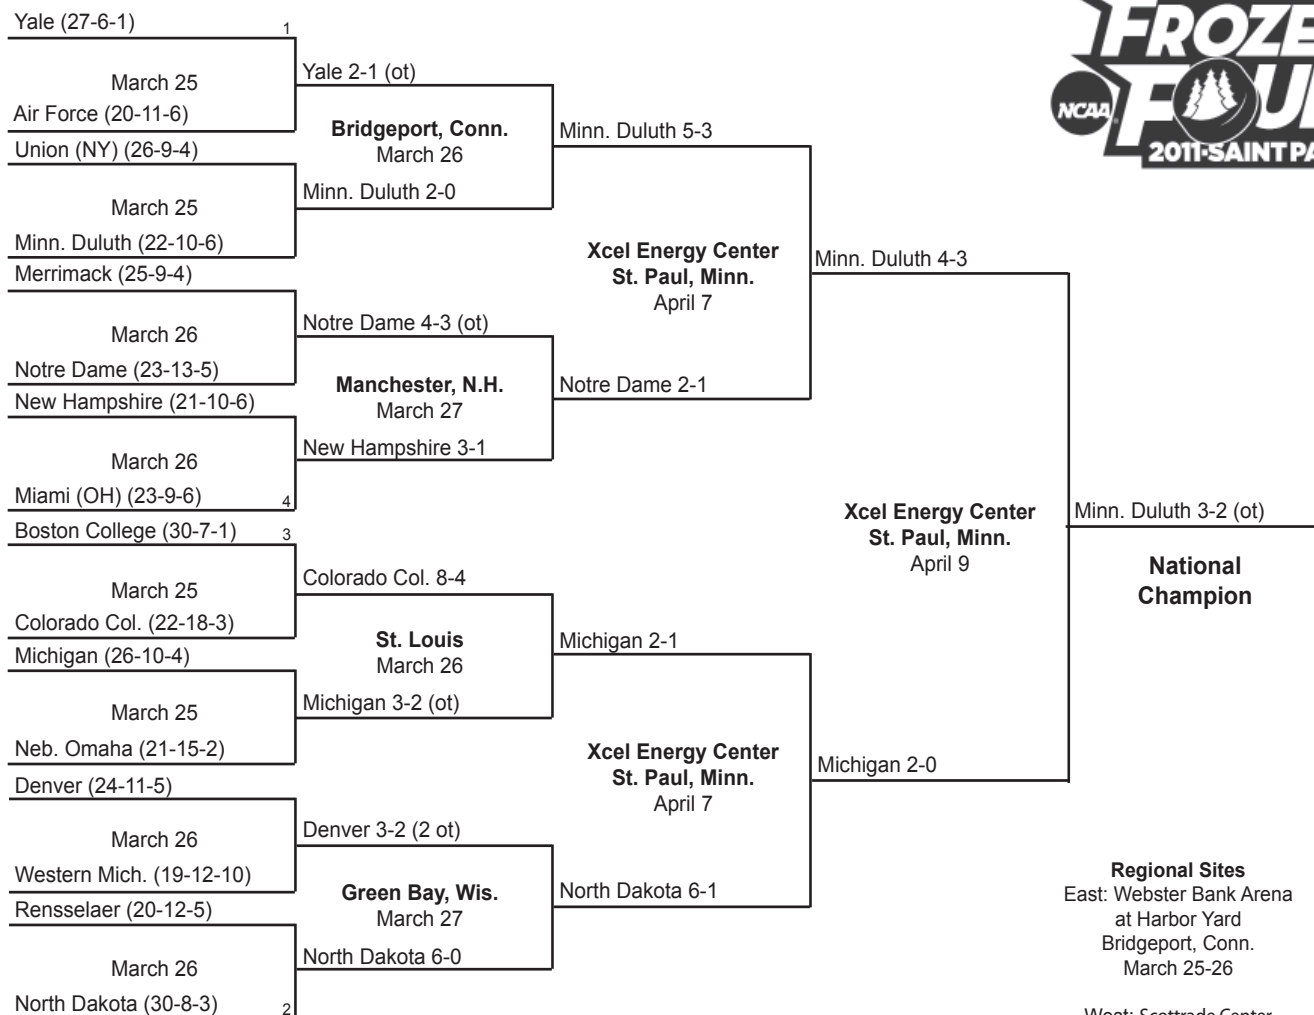 Yale (27-6-1)
1
March 25
Air Force (20-11-6)
Yale 2-1 (ot)
Union (NY) (26-9-4)
March 25
Minn. Duluth (22-10-6)
Minn. Duluth 2-0
Bridgeport, Conn.
March 26
Minn. Duluth 5-3
Merrimack (25-9-4)
March 26
Notre Dame (23-13-5)
Notre Dame 4-3 (ot)
New Hampshire (21-10-6)
March 26
Miami (OH) (23-9-6)
4
New Hampshire 3-1
Manchester, N.H.
March 27
Notre Dame 2-1
Xcel Energy Center
St. Paul, Minn.
April 7
Minn. Duluth 4-3
Boston College (30-7-1)
3
March 25
Colorado Col. (22-18-3)
Colorado Col. 8-4
Michigan (26-10-4)
March 25
Neb. Omaha (21-15-2)
Michigan 3-2 (ot)
St. Louis
March 26
Michigan 2-1
Denver (24-11-5)
March 26
Western Mich. (19-12-10)
Denver 3-2 (2 ot)
Rensselaer (20-12-5)
March 26
North Dakota (30-8-3)
2
North Dakota 6-0
Green Bay, Wis.
March 27
North Dakota 6-1
Xcel Energy Center
St. Paul, Minn.
April 7
Michigan 2-0
Xcel Energy Center
St. Paul, Minn.
April 9
Minn. Duluth 3-2 (ot)
National
Champion
FROZE
NCAA
FOU
2011-SAINT PA
Regional Sites
East: Webster Bank Arena
at Harbor Yard
Bridgeport, Conn.
March 25-26
Scottrade Center